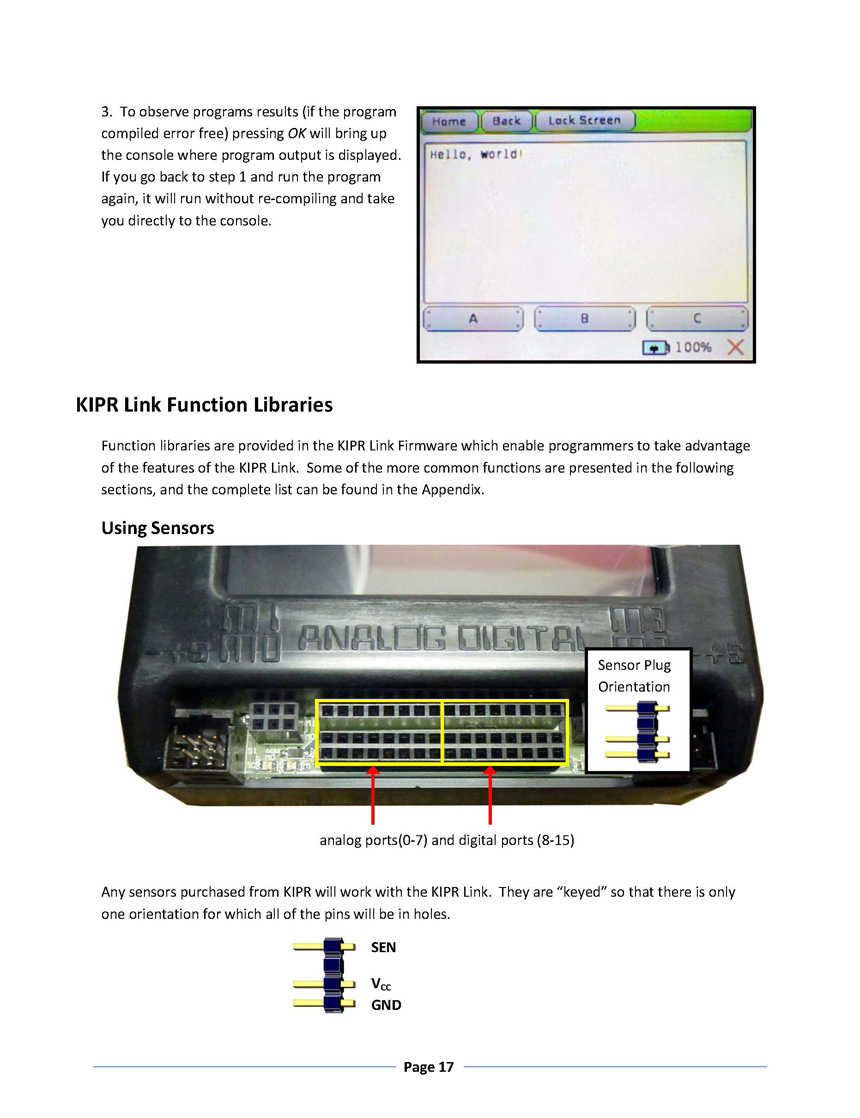 3. To observe programs results (if the program
compiled error free) pressing OK will bring up
the console where program output is displayed.
If you go back to step 1 and run the program
again, it will run without re-compiling and take
you directly to the console.
Home Back Lock Screen
Hello, world!
A B C
100%
KIPR Link Function Libraries
Function libraries are provided in the KIPR Link Firmware which enable programmers to take advantage
of the features of the KIPR Link. Some of the more common functions are presented in the following
sections, and the complete list can be found in the Appendix.
Using Sensors
ANALOG DIGITAL
Sensor Plug
Orientation
analog ports(0-7) and digital ports (8-15)
Any sensors purchased from KIPR will work with the KIPR Link. They are “keyed” so that there is only
one orientation for which all of the pins will be in holes.
SEN
VCC
GND
Page 17